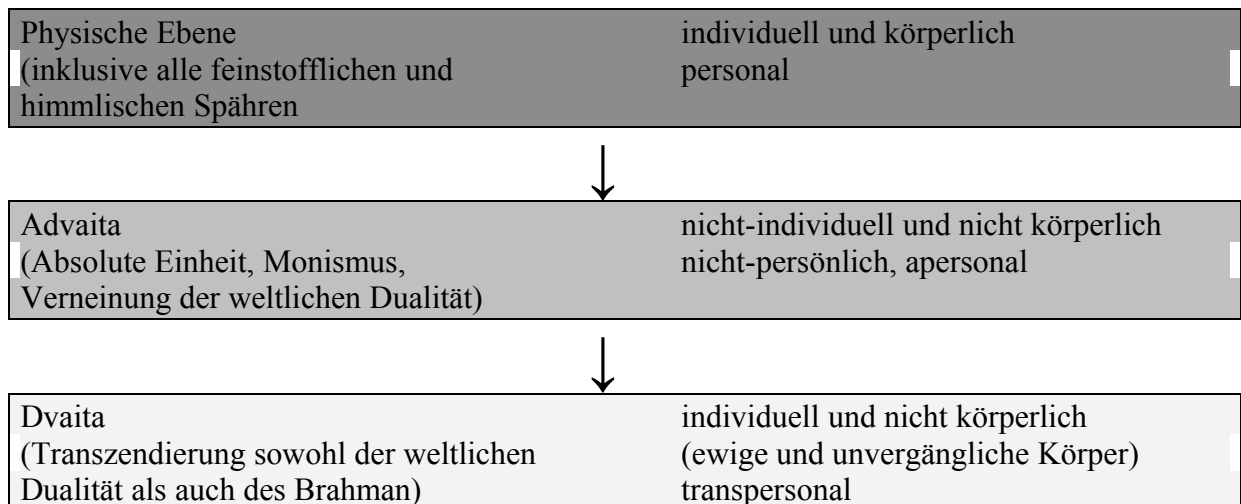 Physische Ebene individuell und körperlich
(inklusive alle feinstofflichen und personal
himmlischen Spähren
Advaita nicht-individuell und nicht körperlich
(Absolute Einheit, Monismus, nicht-persönlich, apersonal
Verneinung der weltlichen Dualität)
Dvaita individuell und nicht körperlich
(Transzendierung sowohl der weltlichen (ewige und unvergängliche Körper)
Dualität als auch des Brahman) transpersonal